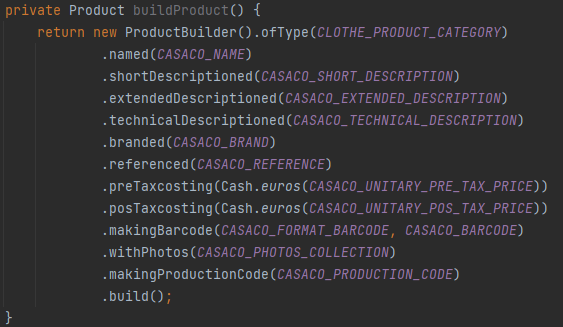 private Product buildProduct() {
return new ProductBuilder().ofType(CLOTHE_PRODUCT_CATEGORY)
.named(CASACO_NAME)
.shortDescriptioned(CASACO_SHORT_DESCRIPTION)
.extendedDescriptioned(CASACO_EXTENDED_DESCRIPTION)
.technicalDescriptioned(CASACO_TECHNICAL_DESCRIPTION)
.branded(CASACO_BRAND)
.referenced(CASACO_REFERENCE)
.preTaxcosting(Cash.euros(CASACO_UNITARY_PRE_TAX_PRICE))
.posTaxcosting(Cash.euros(CASACO_UNITARY_POS_TAX_PRICE))
.makingBarcode(CASACO_FORMAT_BARCODE, CASACO_BARCODE)
.withPhotos(CASACO_PHOTOS_COLLECTION)
.makingProductionCode(CASACO_PRODUCTION_CODE)
.build();
}